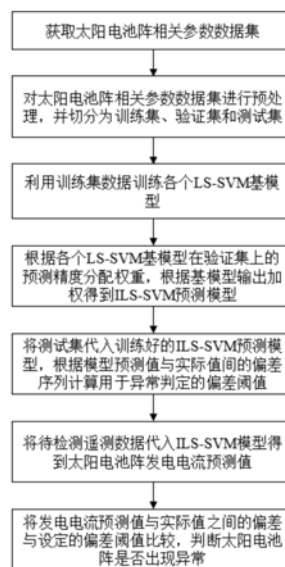 获取太阳电池阵相关参数数据集
对太阳电池阵相关参数数据集进行预处
理，并切分为训练集、验证集和测试集
利用训练集数据训练各个LS-SVM基模
型
根据各个LS-SVM基模型在验证集上的
预测精度分配权重，根据基模型输出加
权得到ILS-SVM预测模型
将测试集代入训练好的ILS-SVM预测模
型，根据模型预测值与实际值间的偏差
序列计算用于异常判定的偏差阈值
将待检测遥测数据代入ILS-SVM模型得
到太阳电池阵发电电流预测值
将发电电流预测值与实际值之间的偏差
与设定的偏差阈值比较，判断太阳电池
阵是否出现异常